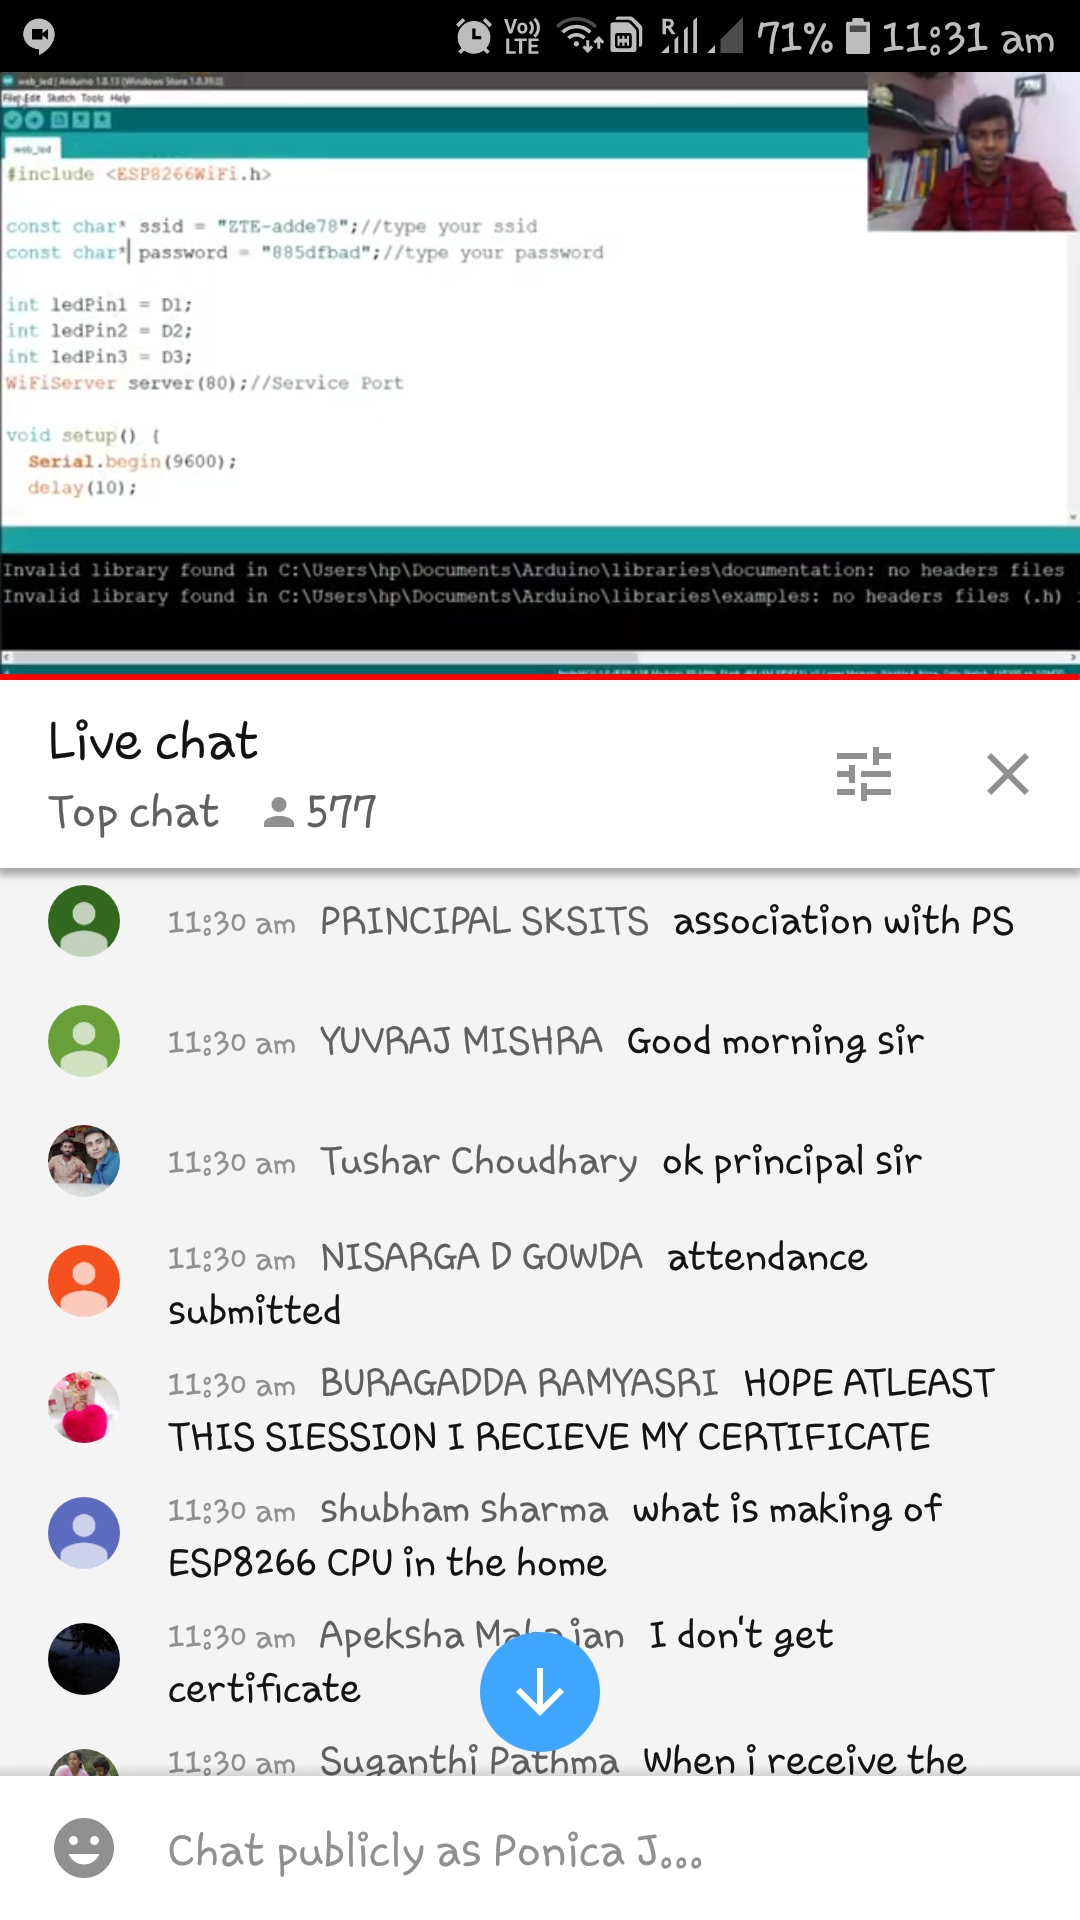 Vo))
LTE
R
71%
11:31 am
web_led | Arduino 1.8.13 (Windows Store 1.8.39.0)
File Edit Sketch Tools Help
web_led
#include <ESP8266WiFi.h>
const char* ssid = "ZTE-adde78";//type your ssid
const char* password = "885dfbad";//type your password
int ledPin1 = D1;
int ledPin2 = D2;
int ledPin3 = D3;
WiFiServer server(80);//Service Port
void setup() {
Serial.begin(9600);
delay(10);
Invalid library found in C:\Users\hp\Documents\Arduino\libraries\documentation: no headers files
Invalid library found in C:\Users\hp\Documents\Arduino\libraries\examples: no headers files (.h)
Live chat
Top chat 577
11:30 am PRINCIPAL SKSITS association with PS
11:30 am YUVRAJ MISHRA Good morning sir
11:30 am Tushar Choudhary ok principal sir
11:30 am NISARGA D GOWDA attendance
submitted
11:30 am BURAGADDA RAMYASRI HOPE ATLEAST
THIS SIESSION I RECIEVE MY CERTIFICATE
11:30 am shubham sharma what is making of
ESP8266 CPU in the home
11:30 am Apeksha I don't get
certificate
11:30 am Suganthi Pathma When i receive the
Chat publicly as Ponica J...